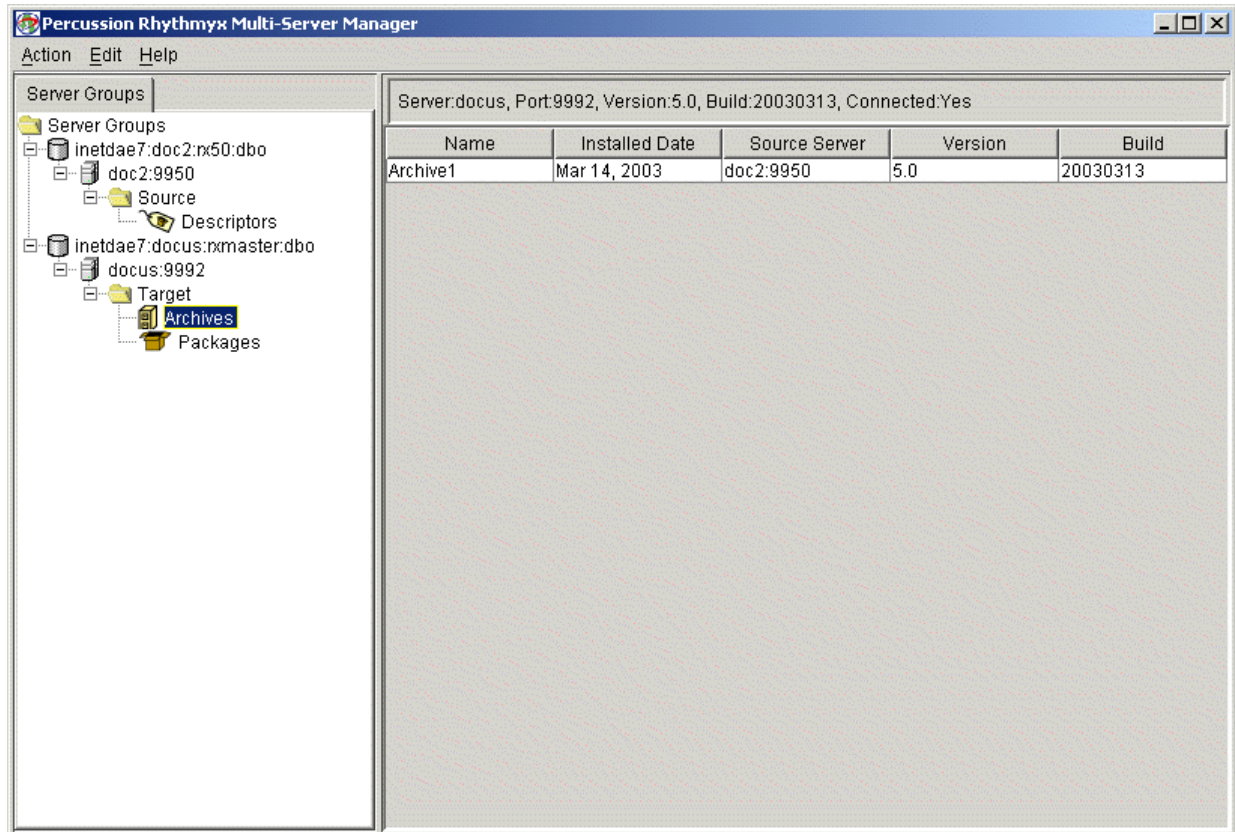 Percussion Rhythmyx Multi-Server Manager
Action Edit Help
Server Groups
Server Groups
inetdae7:doc2:rx50:dbo
doc2:9950
Source
Descriptors
inetdae7:docus:rxmaster:dbo
docus:9992
Target
Archives
Packages
Server:docus, Port:9992, Version:5.0, Build:20030313, Connected:Yes
Name Installed Date Source Server Version Build
Archive1 Mar 14, 2003 doc2:9950 5.0 20030313